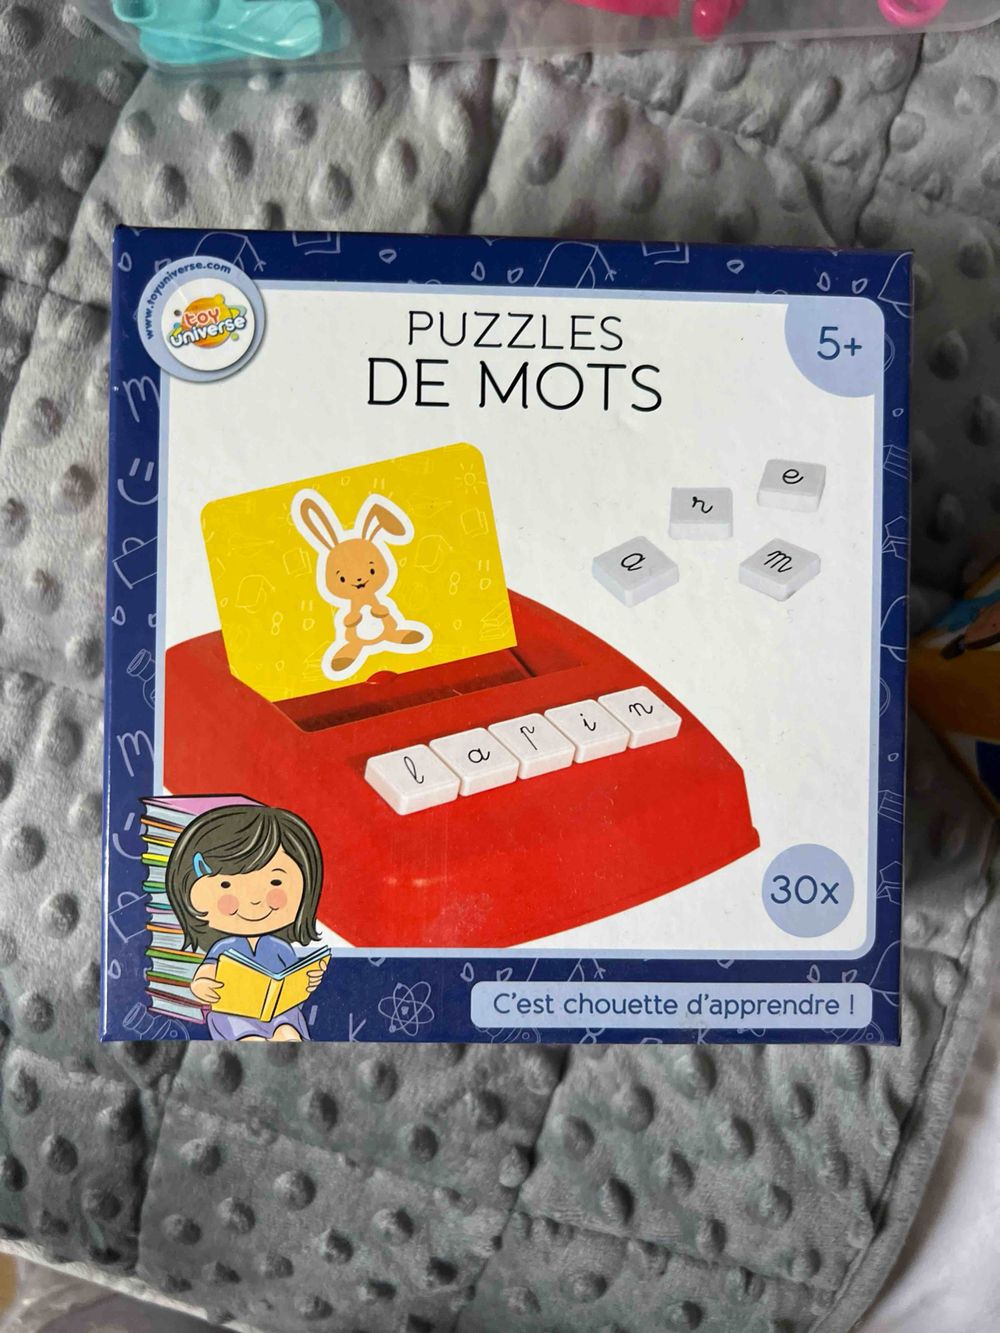 www.toyuniverse.com
toy
universe
PUZZLES
DE MOTS
5+
e
r
a
m
l a p i n
30x
C'est chouette d'apprendre !